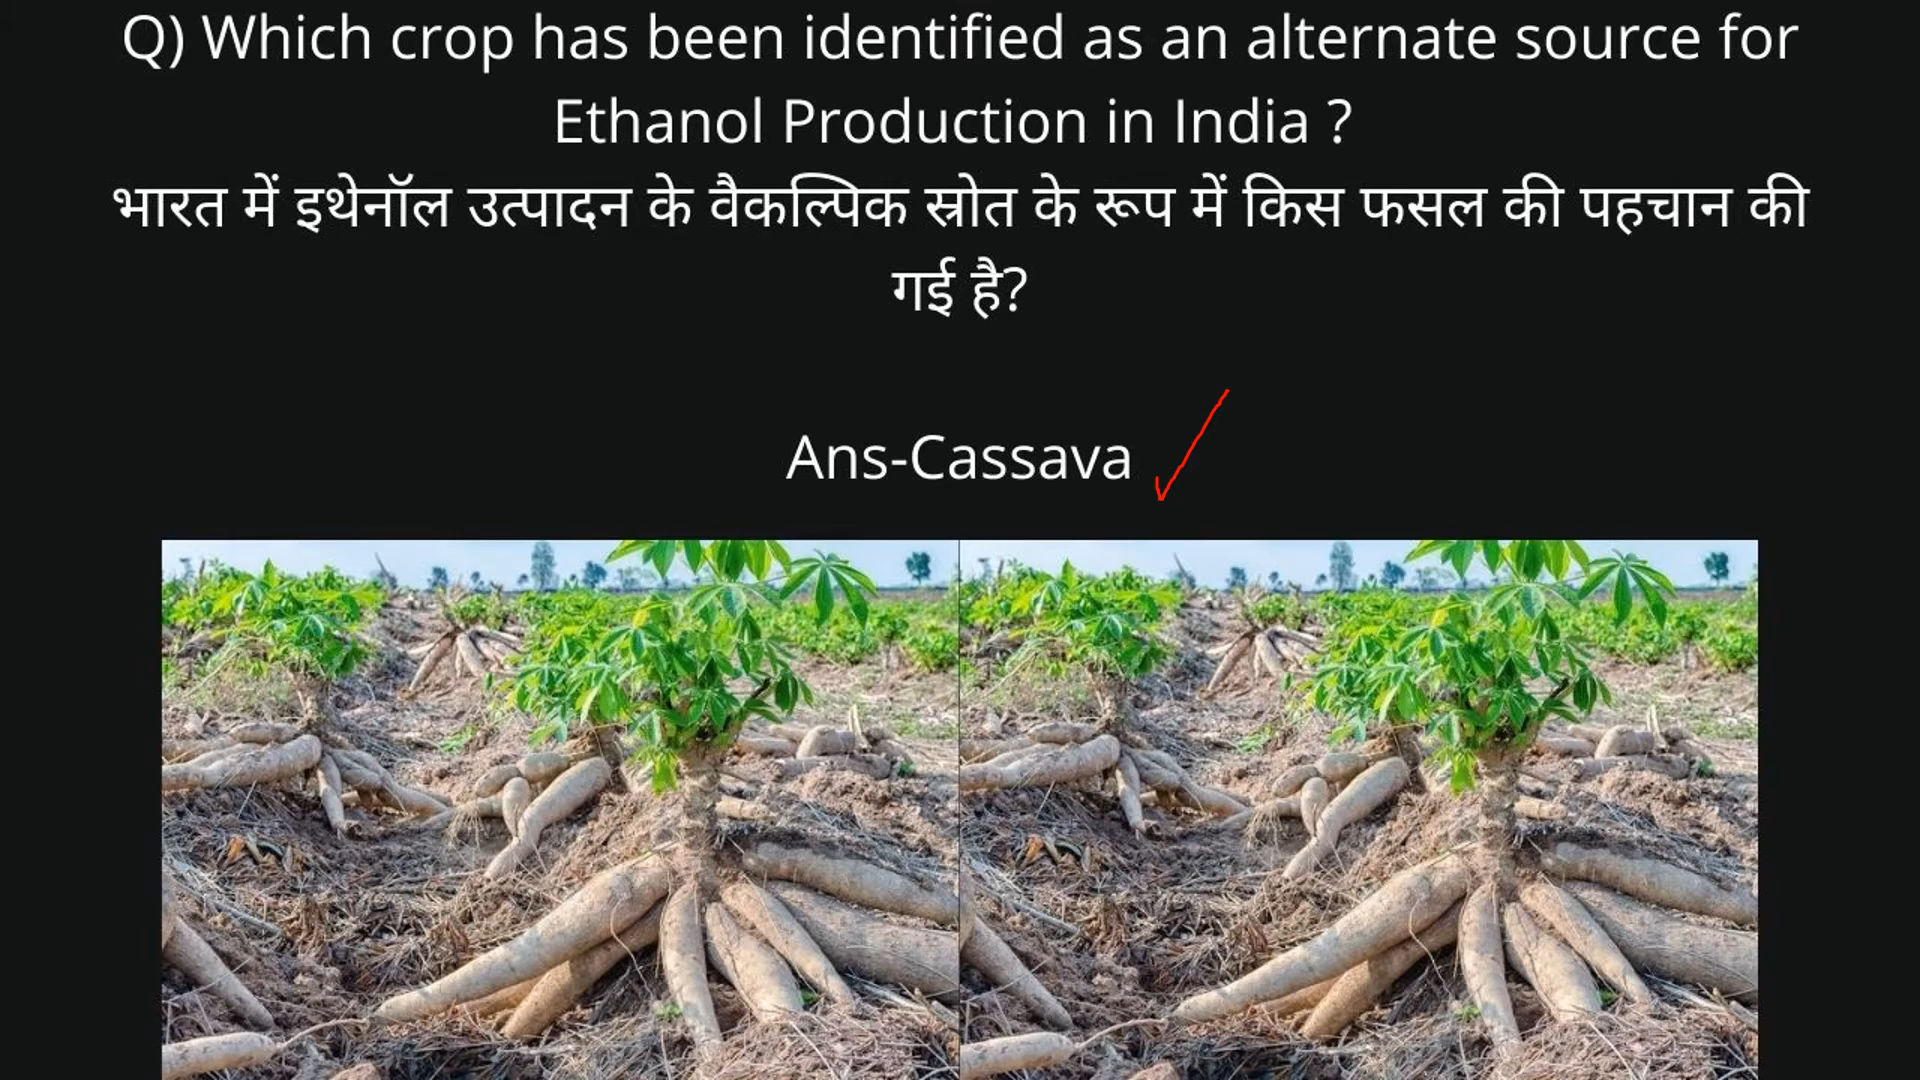 Q) Which crop has been identified as an alternate source for
Ethanol Production in India ?
भारत में इथेनॉल उत्पादन के वैकल्पिक स्रोत के रूप में किस फसल की पहचान की
गई है?
Ans-Cassava